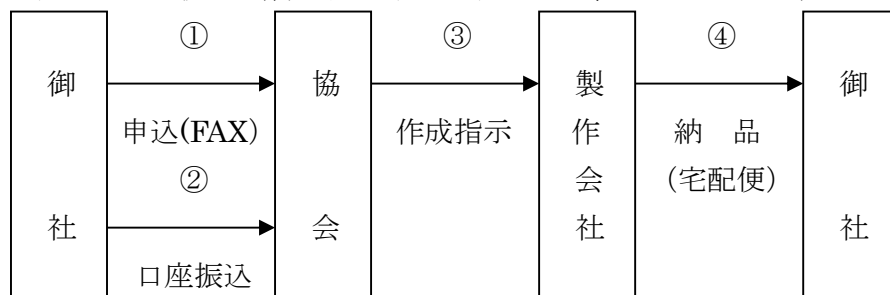 ① ③ ④
御 協 製 御
申込(FAX) 作成指示 作 納 品
② 会 (宅配便)
社 会 社 社
口座振込